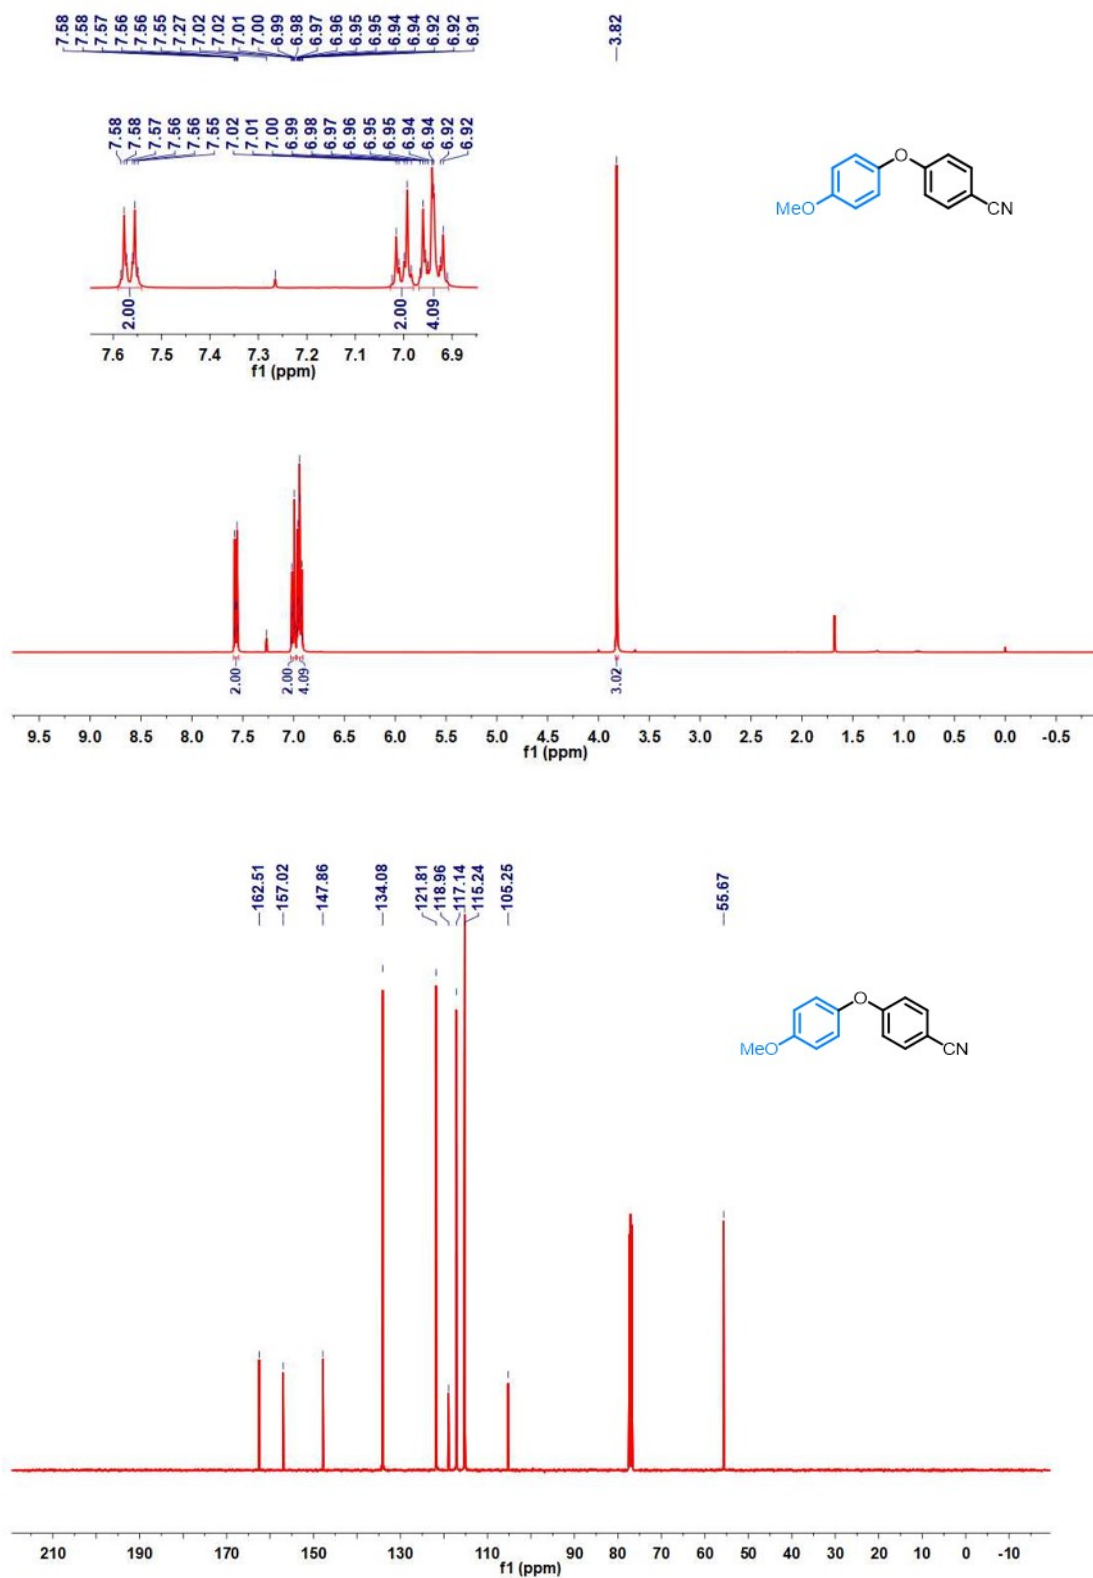 7.58 7.58 7.57 7.56 7.56 7.55 7.27 7.02 7.02 7.01 7.00 6.99 6.98 6.97 6.96 6.95 6.95 6.94 6.94 6.92 6.92 6.91
3.82
7.58 7.58 7.57 7.56 7.56 7.55 7.02 7.01 7.00 6.99 6.98 6.97 6.96 6.95 6.95 6.94 6.94 6.92 6.92
MeO O CN
2.00 2.00 4.09
7.6 7.5 7.4 7.3 7.2 7.1 7.0 6.9
f1 (ppm)
2.00 2.00 4.09 3.02
9.5 9.0 8.5 8.0 7.5 7.0 6.5 6.0 5.5 5.0 4.5 4.0 3.5 3.0 2.5 2.0 1.5 1.0 0.5 0.0 -0.5
f1 (ppm)
162.51 157.02 147.86 134.08 121.81 118.96 117.14 115.24 105.25 55.67
MeO O CN
210 190 170 150 130 110 90 80 70 60 50 40 30 20 10 0 -10
f1 (ppm)